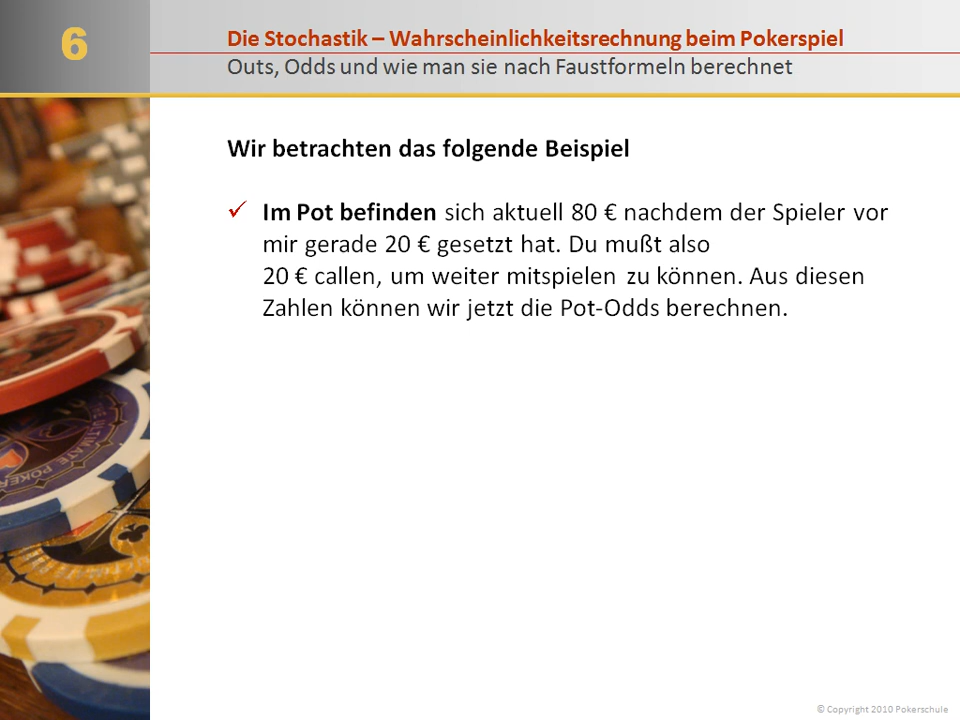 6
Die Stochastik – Wahrscheinlichkeitsrechnung beim Pokerspiel
Outs, Odds und wie man sie nach Faustformeln berechnet
Wir betrachten das folgende Beispiel
✓ Im Pot befinden sich aktuell 80 € nachdem der Spieler vor
mir gerade 20 € gesetzt hat. Du mußt also
20 € callen, um weiter mitspielen zu können. Aus diesen
Zahlen können wir jetzt die Pot-Odds berechnen.
ULTIMATE POKER
© Copyright 2010 Pokerschule